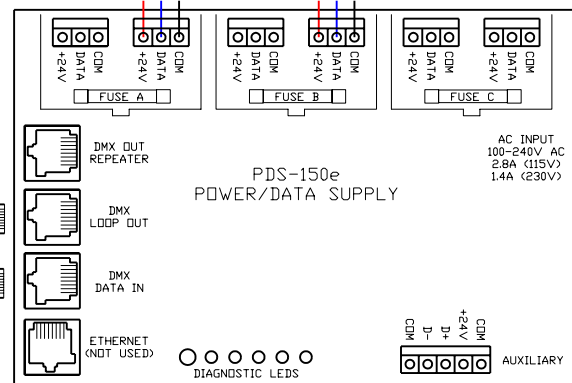 +24V DATA COM
+24V DATA COM
+24V DATA COM
+24V DATA COM
+24V DATA COM
+24V DATA COM
FUSE A
FUSE B
FUSE C
DMX OUT
REPEATER
AC INPUT
100-240V AC
2.8A (115V)
1.4A (230V)
PDS-150e
POWER/DATA SUPPLY
DMX
LOOP OUT
DMX
DATA IN
ETHERNET
(NOT USED)
DIAGNOSTIC LEDS
COM D- D+ +24V COM
AUXILIARY